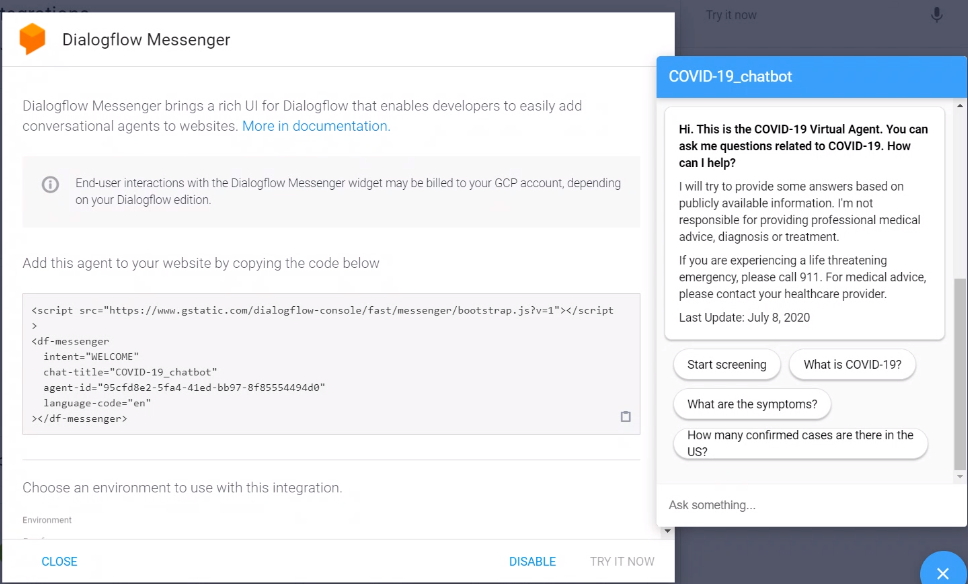 Try it now
Dialogflow Messenger
Dialogflow Messenger brings a rich UI for Dialogflow that enables developers to easily add
conversational agents to websites. More in documentation.
End-user interactions with the Dialogflow Messenger widget may be billed to your GCP account, depending
on your Dialogflow edition.
Add this agent to your website by copying the code below
<script src="https://www.gstatic.com/dialogflow-console/fast/messenger/bootstrap.js?v=1"></script
>
<df-messenger
  intent="WELCOME"
  chat-title="COVID-19_chatbot"
  agent-id="95cfd8e2-5fa4-41ed-bb97-8f85554494d0"
  language-code="en"
></df-messenger>
Choose an environment to use with this integration.
Environment
CLOSE
DISABLE
TRY IT NOW
COVID-19_chatbot
Hi. This is the COVID-19 Virtual Agent. You can
ask me questions related to COVID-19. How
can I help?
I will try to provide some answers based on
publicly available information. I'm not
responsible for providing professional medical
advice, diagnosis or treatment.
If you are experiencing a life threatening
emergency, please call 911. For medical advice,
please contact your healthcare provider.
Last Update: July 8, 2020
Start screening
What is COVID-19?
What are the symptoms?
How many confirmed cases are there in the
US?
Ask something...